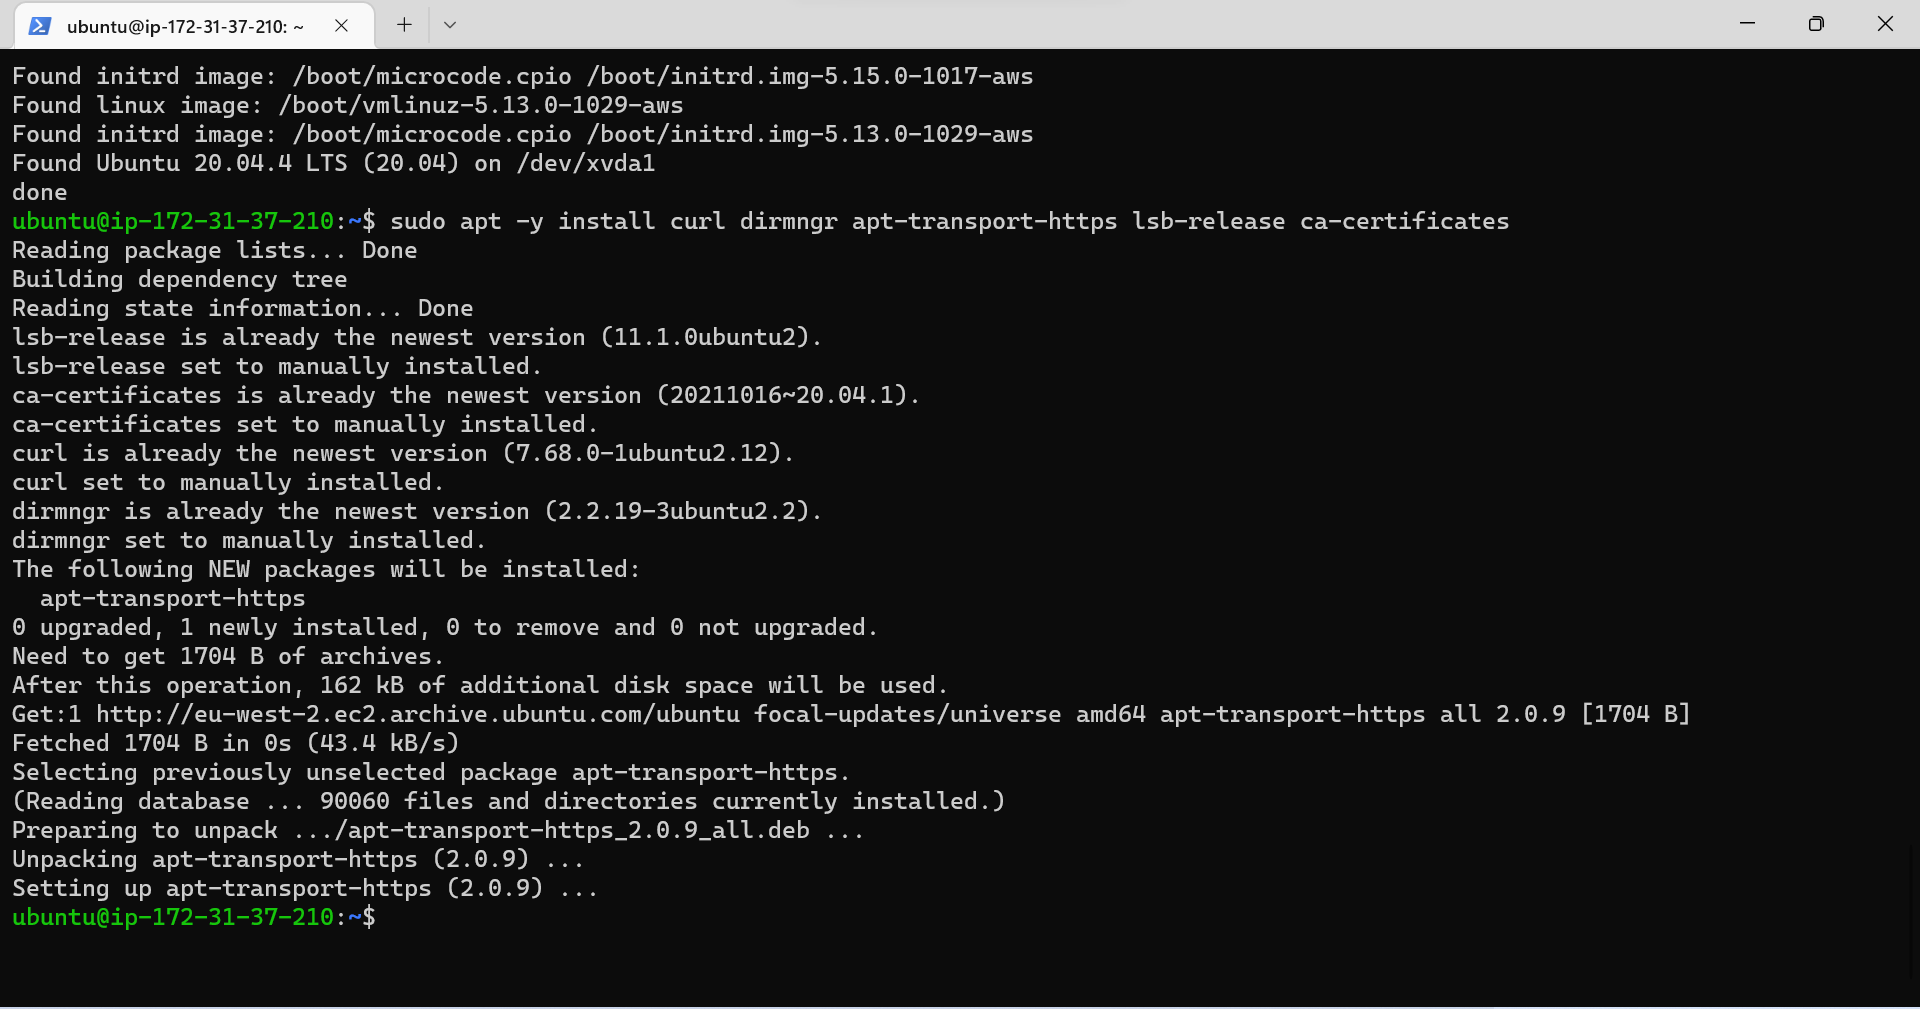 ubuntu@ip-172-31-37-210: ~
Found initrd image: /boot/microcode.cpio /boot/initrd.img-5.15.0-1017-aws
Found linux image: /boot/vmlinuz-5.13.0-1029-aws
Found initrd image: /boot/microcode.cpio /boot/initrd.img-5.13.0-1029-aws
Found Ubuntu 20.04.4 LTS (20.04) on /dev/xvda1
done
ubuntu@ip-172-31-37-210:~$ sudo apt -y install curl dirmngr apt-transport-https lsb-release ca-certificates
Reading package lists... Done
Building dependency tree
Reading state information... Done
lsb-release is already the newest version (11.1.0ubuntu2).
lsb-release set to manually installed.
ca-certificates is already the newest version (20211016~20.04.1).
ca-certificates set to manually installed.
curl is already the newest version (7.68.0-1ubuntu2.12).
curl set to manually installed.
dirmngr is already the newest version (2.2.19-3ubuntu2.2).
dirmngr set to manually installed.
The following NEW packages will be installed:
  apt-transport-https
0 upgraded, 1 newly installed, 0 to remove and 0 not upgraded.
Need to get 1704 B of archives.
After this operation, 162 kB of additional disk space will be used.
Get:1 http://eu-west-2.ec2.archive.ubuntu.com/ubuntu focal-updates/universe amd64 apt-transport-https all 2.0.9 [1704 B]
Fetched 1704 B in 0s (43.4 kB/s)
Selecting previously unselected package apt-transport-https.
(Reading database ... 90060 files and directories currently installed.)
Preparing to unpack .../apt-transport-https_2.0.9_all.deb ...
Unpacking apt-transport-https (2.0.9) ...
Setting up apt-transport-https (2.0.9) ...
ubuntu@ip-172-31-37-210:~$